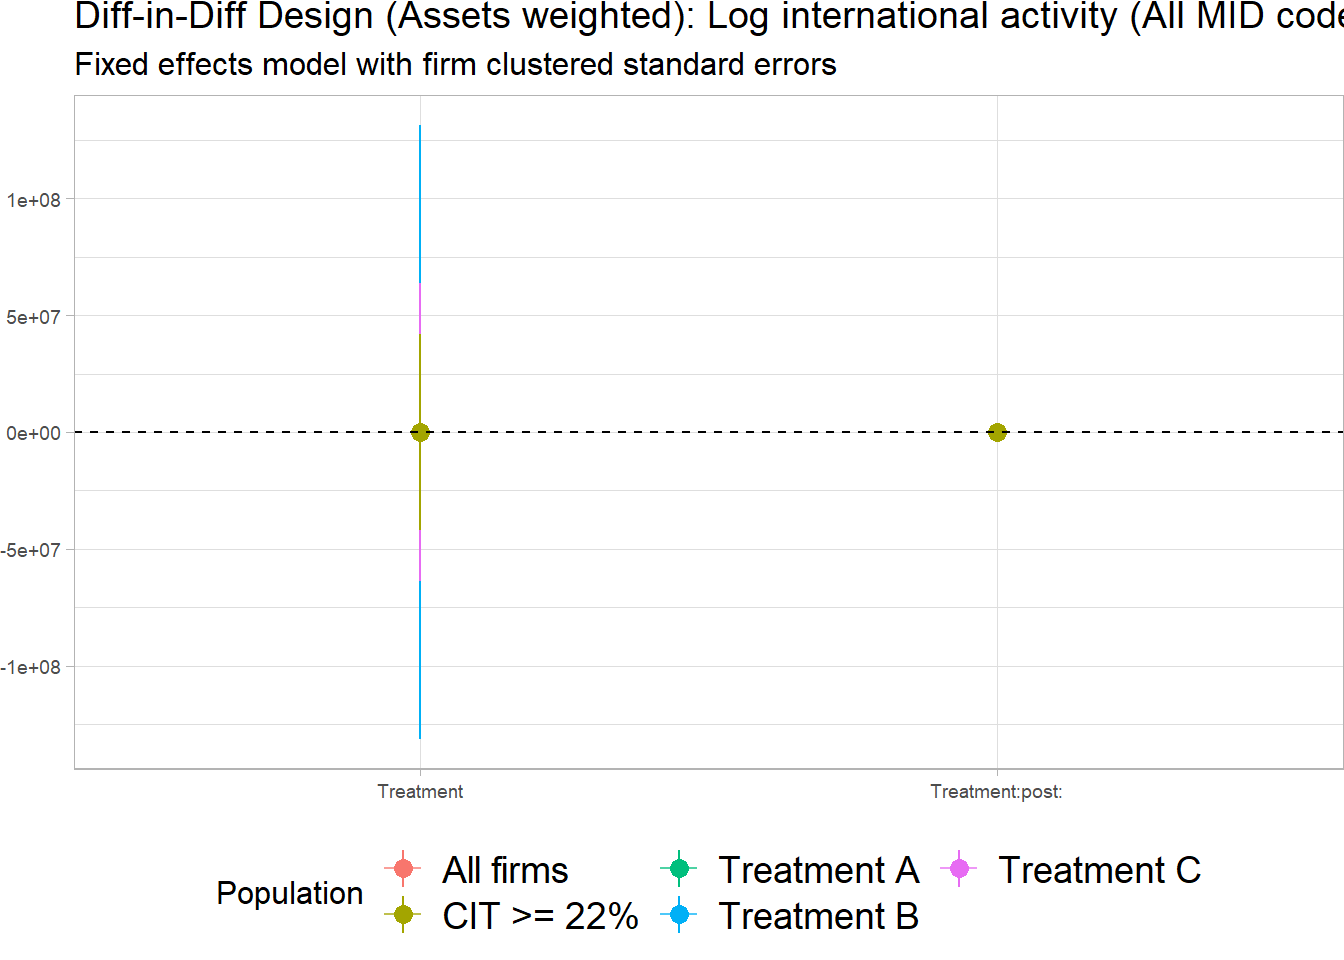 Diff-in-Diff Design (Assets weighted): Log international activity (All MID code
Fixed effects model with firm clustered standard errors
1e+08
5e+07
0e+00
-5e+07
-1e+08
Treatment
Treatment:post:
Population
All firms
Treatment A
Treatment C
CIT >= 22%
Treatment B